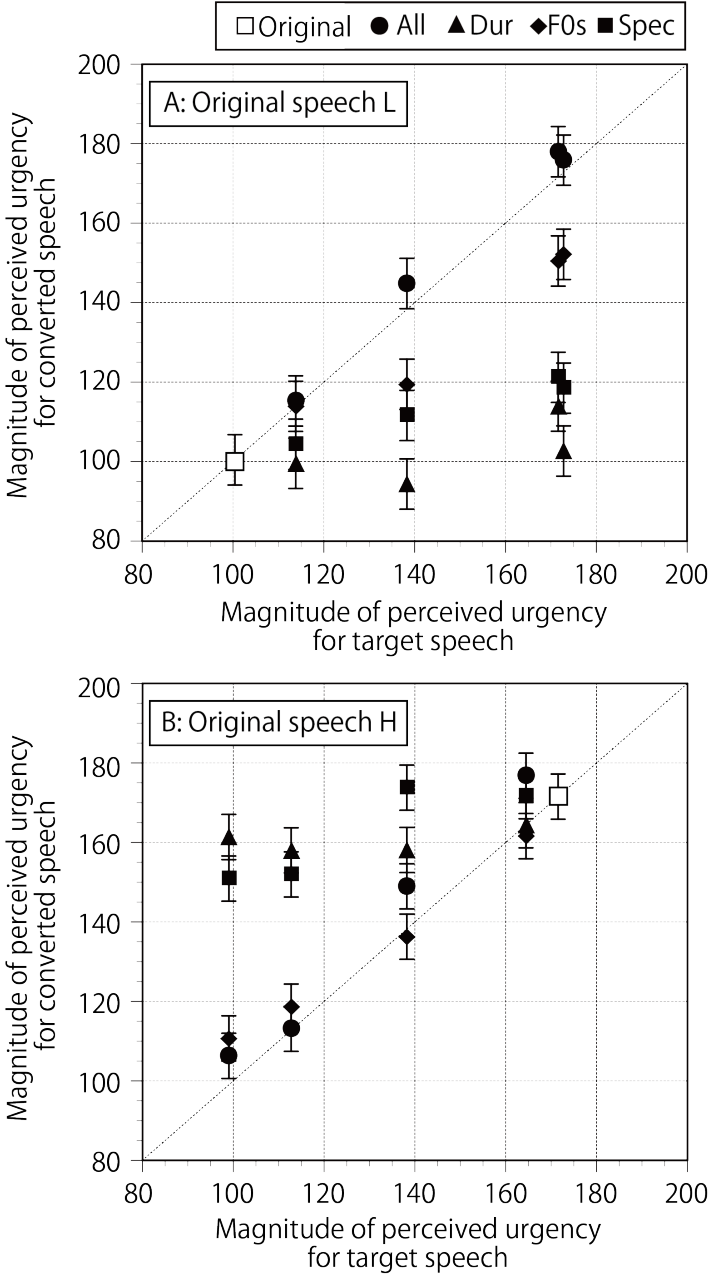 Original All Dur F0s Spec
A: Original speech L
200
180
160
140
120
100
80
Magnitude of perceived urgency
for converted speech
80 100 120 140 160 180 200
Magnitude of perceived urgency
for target speech
B: Original speech H
200
180
160
140
120
100
80
Magnitude of perceived urgency
for converted speech
80 100 120 140 160 180 200
Magnitude of perceived urgency
for target speech